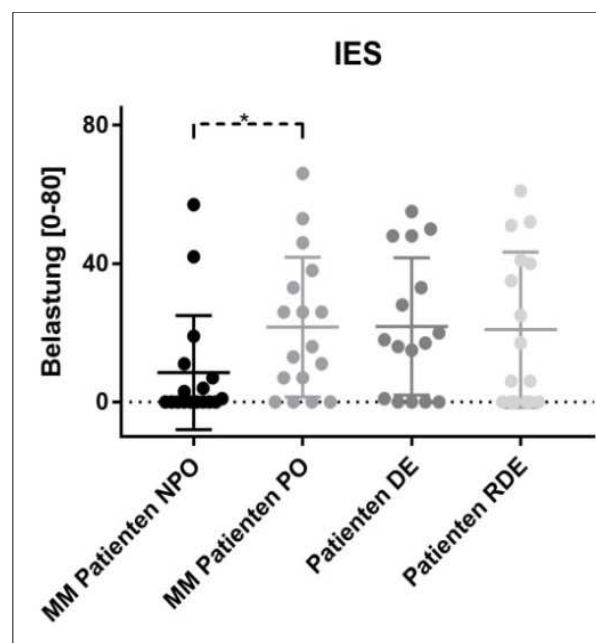 IES
*
Belastung [0-80]
80
40
0
MM Patienten NPO
MM Patienten PO
Patienten DE
Patienten RDE